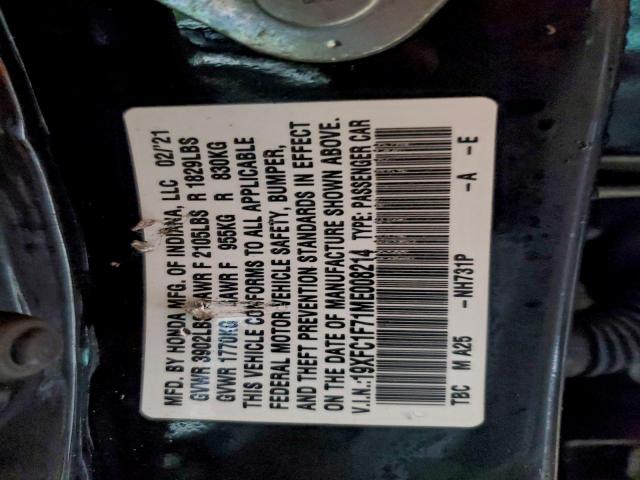 MFD. BY HONDA MFG. OF INDIANA, LLC 02/'21
GVWR 3902LBS GAWR F 2105LBS R 1829LBS
GVWR 1770KG GAWR F 955KG R 830KG
THIS VEHICLE CONFORMS TO ALL APPLICABLE
FEDERAL MOTOR VEHICLE SAFETY, BUMPER,
AND THEFT PREVENTION STANDARDS IN EFFECT
ON THE DATE OF MANUFACTURE SHOWN ABOVE.
V.I.N.:19XFC1F71ME006214 TYPE: PASSENGER CAR
TBC M A25 -NH731P -A -E